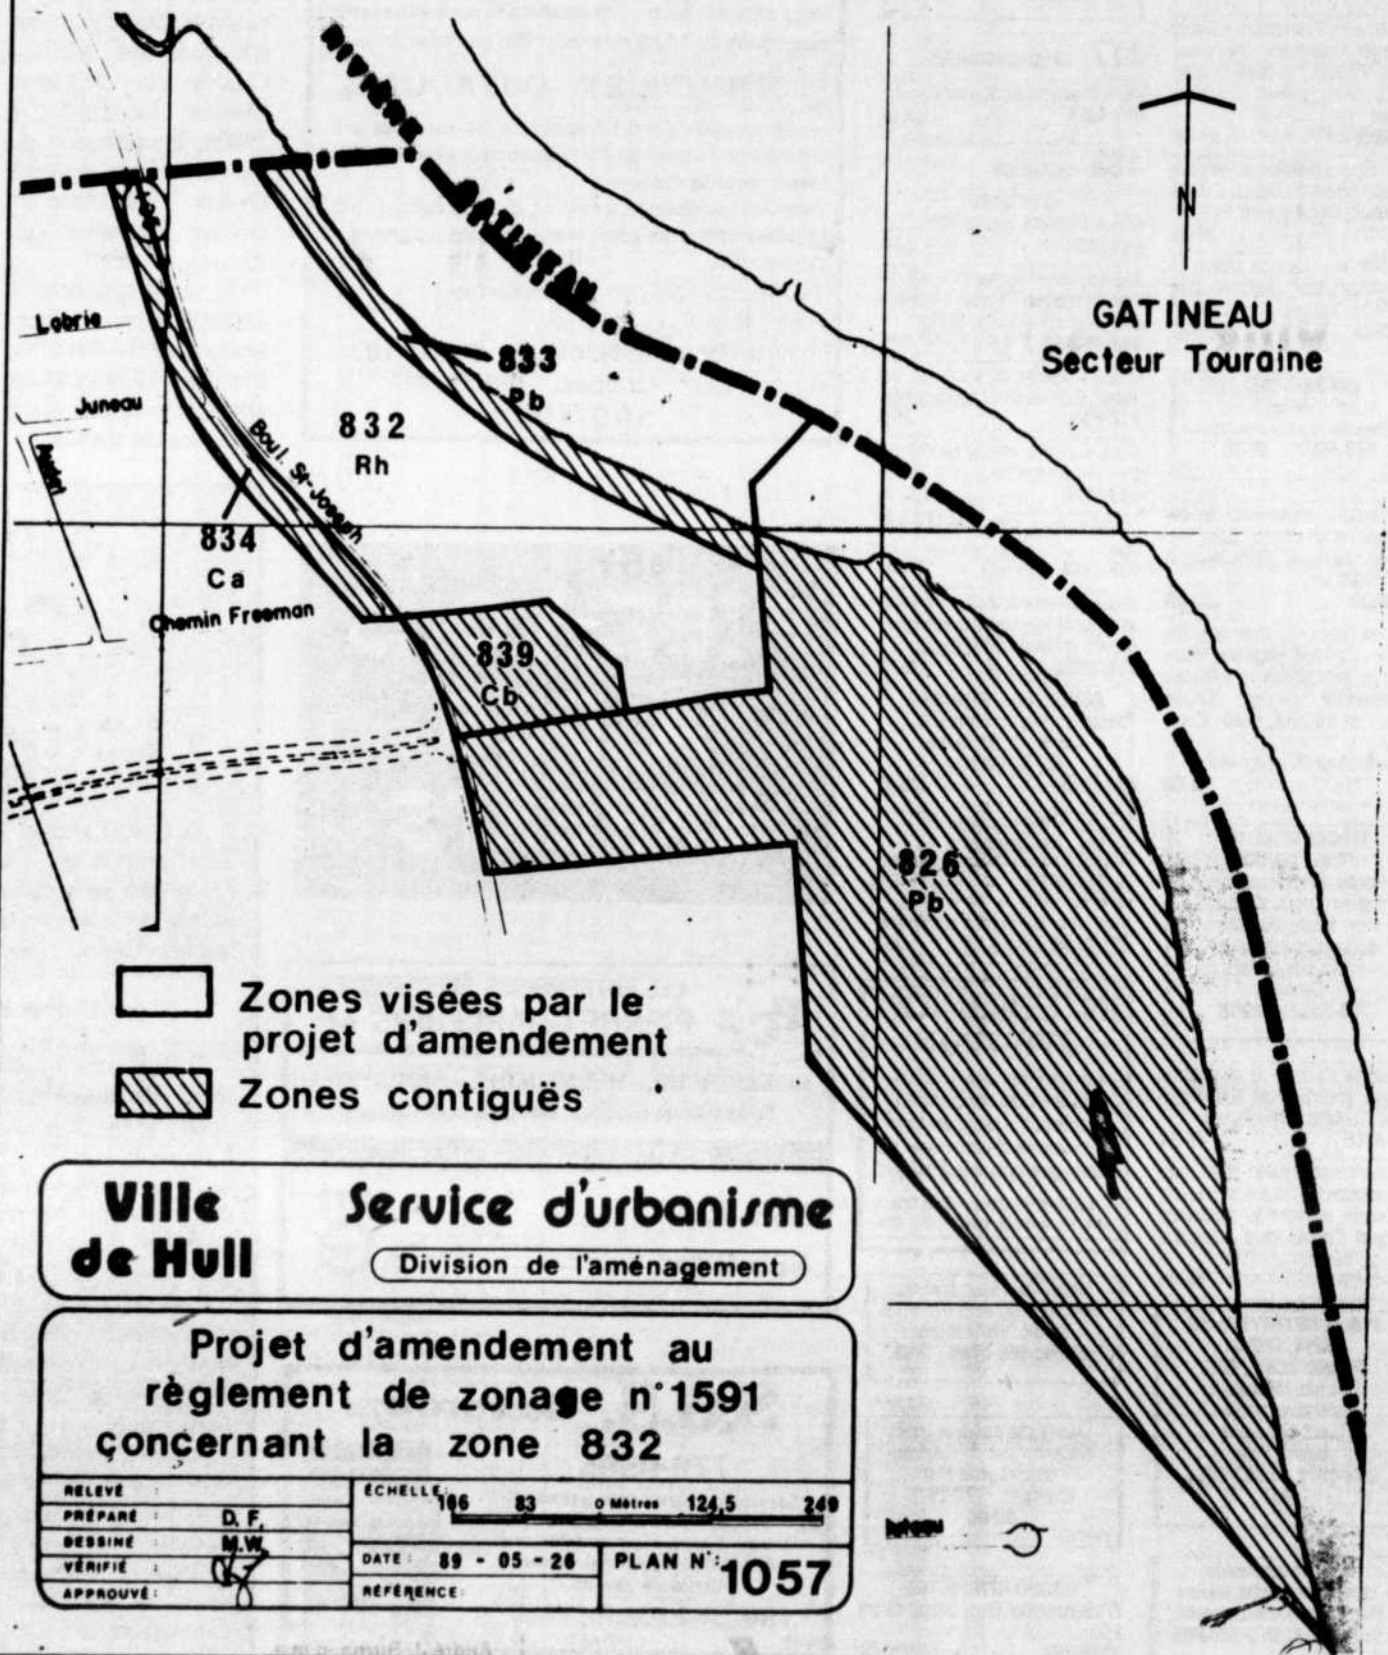 RIVIERE
GATINEAU
N
GATINEAU
Secteur Touraine
Labrie
Juneau
833
Pb
832
Rh
Boul. St-Joseph
834
Ca
Chemin Freeman
839
Cb
826
Pb
Zones visées par le
projet d'amendement
Zones contiguës
Ville
de Hull
Service d'urbanisme
Division de l'aménagement
Projet d'amendement au
règlement de zonage n° 1591
concernant la zone 832
RELEVÉ :
PRÉPARÉ : D. F.
DESSINÉ : M.W.
VÉRIFIÉ :
APPROUVÉ :
ÉCHELLE: 166 83 0 Mètres 124,5 249
DATE: 89 - 05 - 26
RÉFÉRENCE:
PLAN N°: 1057